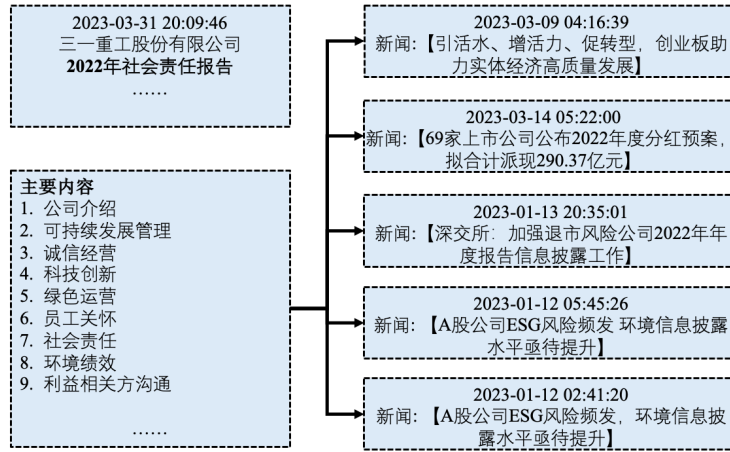 2023-03-31 20:09:46
三一重工股份有限公司
2022年社会责任报告
……
主要内容
1. 公司介绍
2. 可持续发展管理
3. 诚信经营
4. 科技创新
5. 绿色运营
6. 员工关怀
7. 社会责任
8. 环境绩效
9. 利益相关方沟通
……
2023-03-09 04:16:39
新闻:【引活水、增活力、促转型，创业板助
力实体经济高质量发展】
2023-03-14 05:22:00
新闻:【69家上市公司公布2022年度分红预案，
拟合计派现290.37亿元】
2023-01-13 20:35:01
新闻:【深交所：加强退市风险公司2022年年
度报告信息披露工作】
2023-01-12 05:45:26
新闻: 【A股公司ESG风险频发 环境信息披露
水平亟待提升】
2023-01-12 02:41:20
新闻: 【A股公司ESG风险频发，环境信息披
露水平亟待提升】